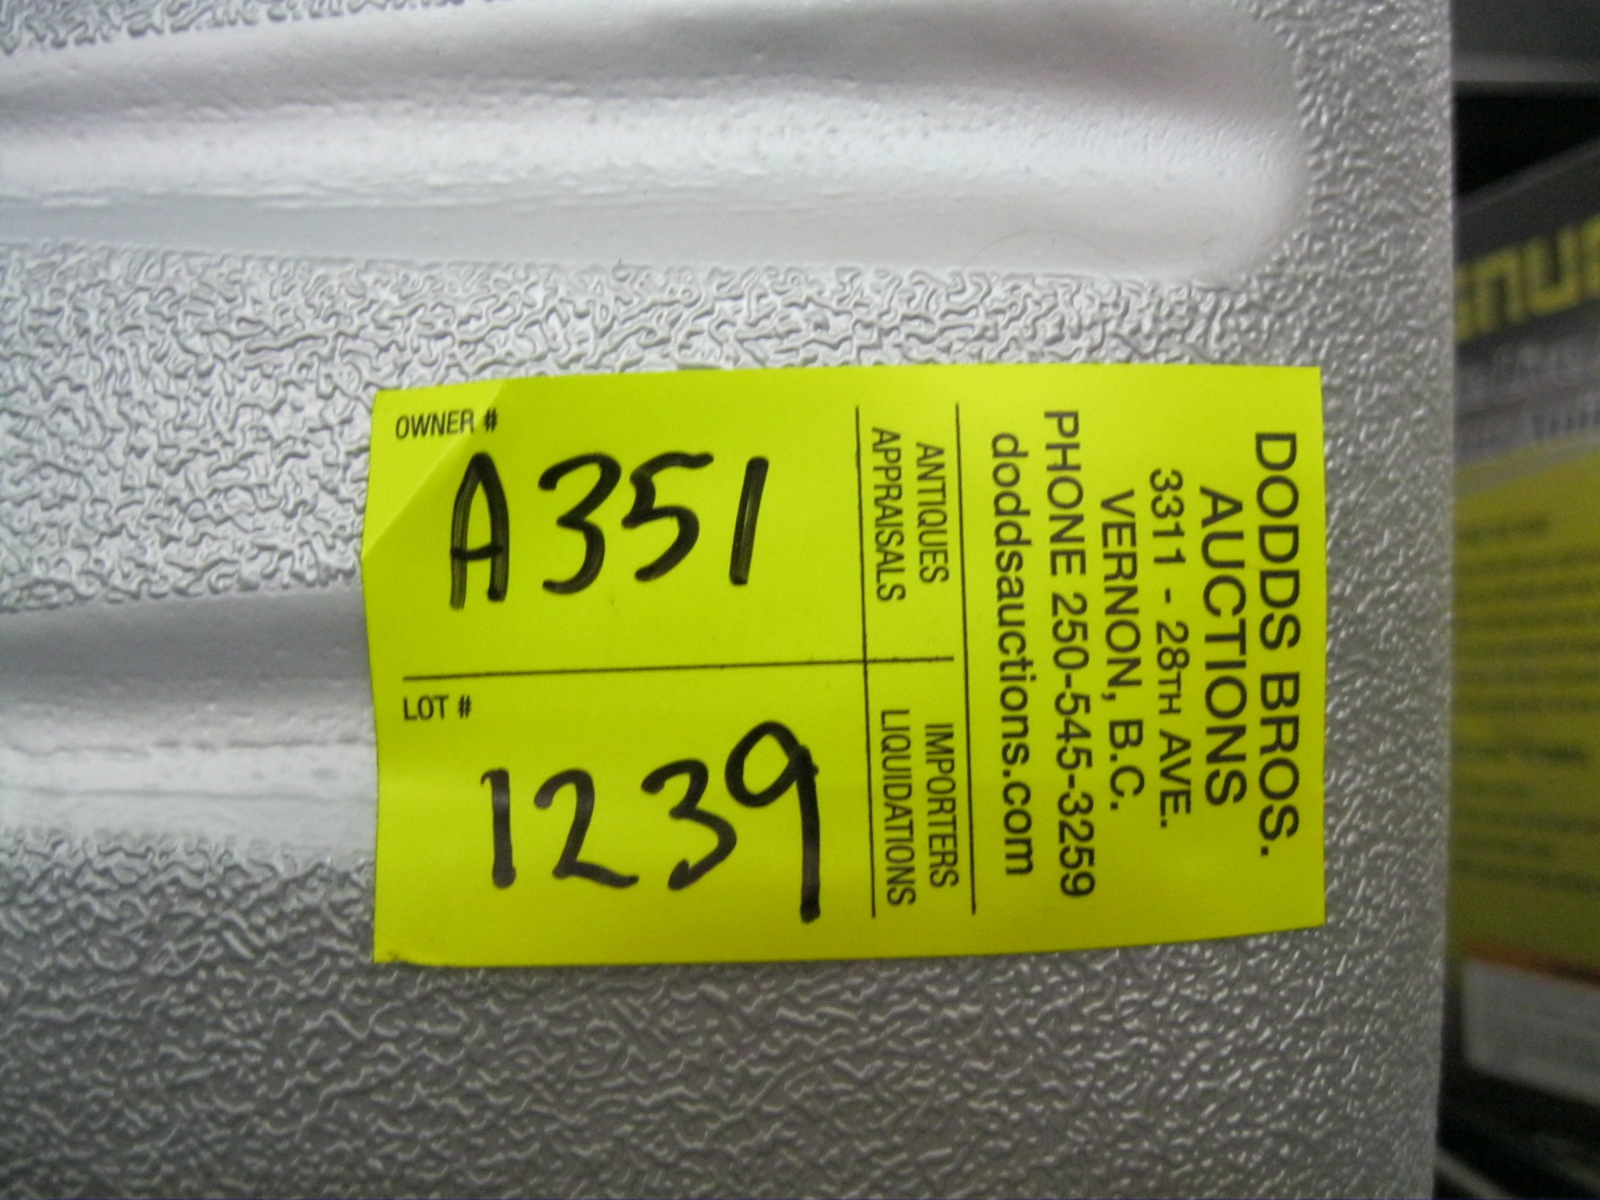 DODDS BROS.
AUCTIONS
3311 - 28TH AVE.
VERNON, B.C.
PHONE 250-545-3259
doddsauctions.com
ANTIQUES
APPRAISALS
IMPORTERS
LIQUIDATIONS
OWNER #
A351
LOT #
1239